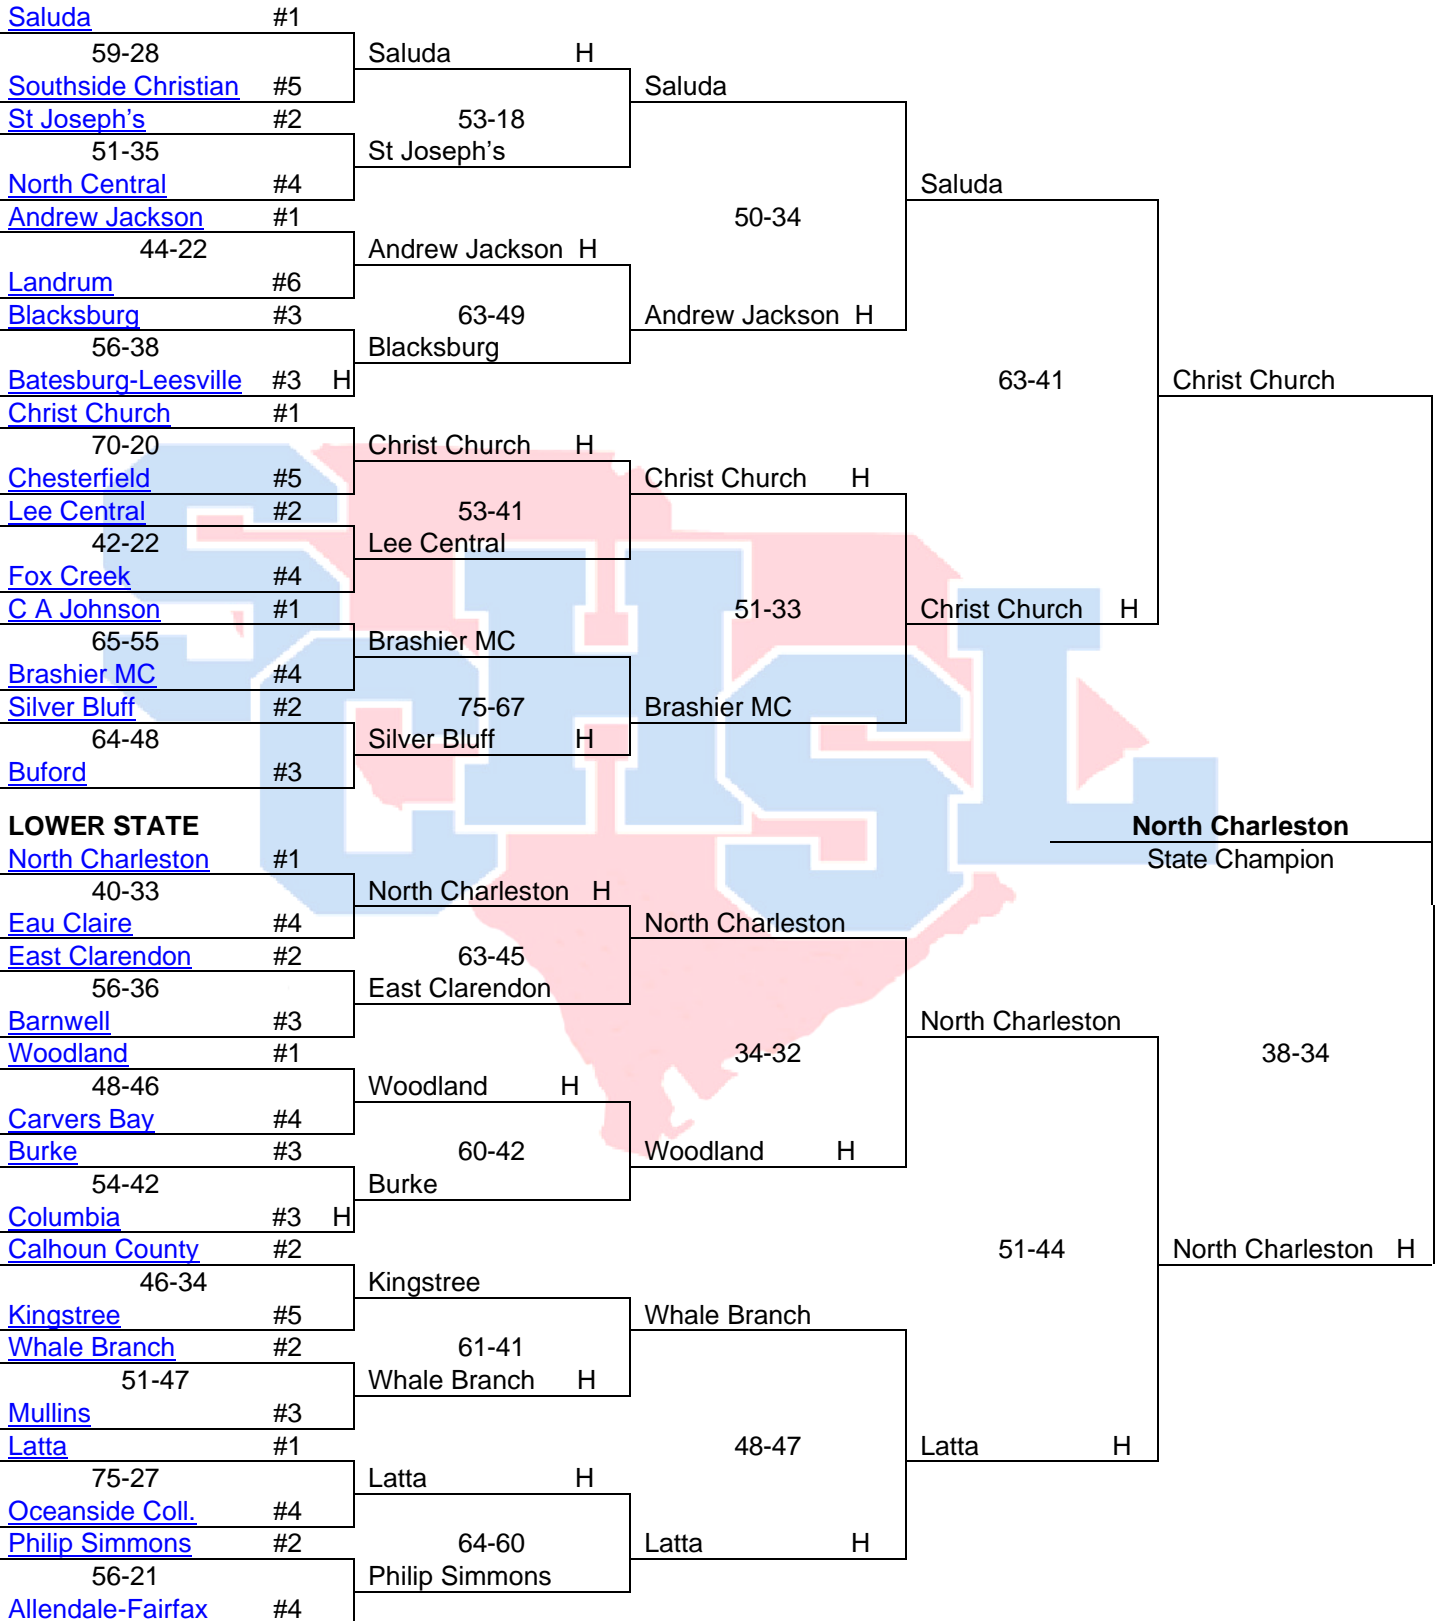 Saluda #1
59-28 Saluda H
Southside Christian #5 Saluda
St Joseph’s #2 53-18
51-35 St Joseph’s
North Central #4 Saluda
Andrew Jackson #1 50-34
44-22 Andrew Jackson H
Landrum #6
Blacksburg #3 63-49 Andrew Jackson H
56-38 Blacksburg
Batesburg-Leesville #3 H 63-41 Christ Church
Christ Church #1
70-20 Christ Church H
Chesterfield #5 Christ Church H
Lee Central #2 53-41
42-22 Lee Central
Fox Creek #4
C A Johnson #1 51-33 Christ Church H
65-55 Brashier MC
Brashier MC #4
Silver Bluff #2 75-67 Brashier MC
64-48 Silver Bluff H
Buford #3
LOWER STATE North Charleston
North Charleston #1 State Champion
40-33 North Charleston H
Eau Claire #4 North Charleston
East Clarendon #2 63-45
56-36 East Clarendon
Barnwell #3 North Charleston
Woodland #1 34-32 38-34
48-46 Woodland H
Carvers Bay #4
Burke #3 60-42 Woodland H
54-42 Burke
Columbia #3 H
Calhoun County #2 51-44 North Charleston H
46-34 Kingstree
Kingstree #5 Whale Branch
Whale Branch #2 61-41
51-47 Whale Branch H
Mullins #3
Latta #1 48-47 Latta H
75-27 Latta H
Oceanside Coll. #4
Philip Simmons #2 64-60 Latta H
56-21 Philip Simmons
Allendale-Fairfax #4
SCHSL